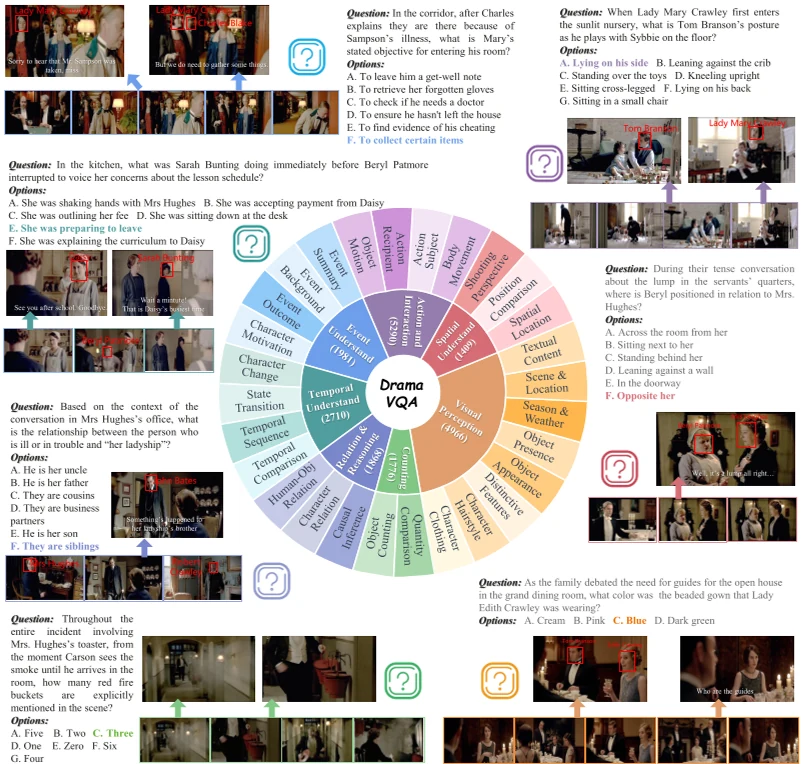 Question: In the corridor, after Charles
explains they are there because of
Sampson's illness, what is Mary's
stated objective for entering his room?
Options:
A. To leave him a get-well note
B. To retrieve her forgotten gloves
C. To check if he needs a doctor
D. To ensure he hasn't left the house
E. To find evidence of his cheating
F. To collect certain items
Lady Mary Crawley
Charles Blake
Sorry to hear that Mr. Sampson was
taken, miss
But we do need to gather some things
Question: When Lady Mary Crawley first enters
the sunlit nursery, what is Tom Branson's posture
as he plays with Sybbie on the floor?
Options:
A. Lying on his side B. Leaning against the crib
C. Standing over the toys D. Kneeling upright
E. Sitting cross-legged F. Lying on his back
G. Sitting in a small chair
Tom Branson
Lady Mary Crawley
Question: In the kitchen, what was Sarah Bunting doing immediately before Beryl Patmore
interrupted to voice her concerns about the lesson schedule?
Options:
A. She was shaking hands with Mrs Hughes B. She was accepting payment from Daisy
C. She was outlining her fee D. She was sitting down at the desk
E. She was preparing to leave
F. She was explaining the curriculum to Daisy
Sarah Bunting
See you after school. Goodbye
Wait a minute!
That is Daisy's busiest time
Question: During their tense conversation
about the lump in the servants' quarters,
where is Beryl positioned in relation to Mrs.
Hughes?
Options:
A. Across the room from her
B. Sitting next to her
C. Standing behind her
D. Leaning against a wall
E. In the doorway
F. Opposite her
Well, it's a lump all right...
Drama
VQA
Action and
Interaction
(5290)
Spatial
Understand
(1409)
Visual
Perception
(4966)
Counting
(1776)
Relation &
Reasoning
(1868)
Temporal
Understand
(2710)
Event
Understand
(1981)
Action
Subject
Body
Movement
Shooting
Perspective
Position
Comparison
Spatial
Location
Textual
Content
Scene &
Location
Season &
Weather
Object
Presence
Object
Appearance
Distinctive
Features
Character
Hairstyle
Character
Clothing
Quantity
Comparison
Object
Counting
Causal
Inference
Character
Relation
Human-Obj
Relation
Temporal
Comparison
Temporal
Sequence
State
Transition
Character
Change
Character
Motivation
Event
Outcome
Event
Background
Event
Summary
Object
Motion
Action
Recipient
Question: Based on the context of the
conversation in Mrs Hughes's office, what
is the relationship between the person who
is ill or in trouble and "her ladyship"?
Options:
A. He is her uncle
B. He is her father
C. They are cousins
D. They are business
partners
E. He is her son
F. They are siblings
John Bates
Something's happened to
her ladyship's brother
Question: As the family debated the need for guides for the open house
in the grand dining room, what color was the beaded gown that Lady
Edith Crawley was wearing?
Options: A. Cream B. Pink C. Blue D. Dark green
Who are the guides
Question: Throughout the
entire incident involving
Mrs. Hughes's toaster, from
the moment Carson sees the
smoke until he arrives in the
room, how many red fire
buckets are explicitly
mentioned in the scene?
Options:
A. Five B. Two C. Three
D. One E. Zero F. Six
G. Four